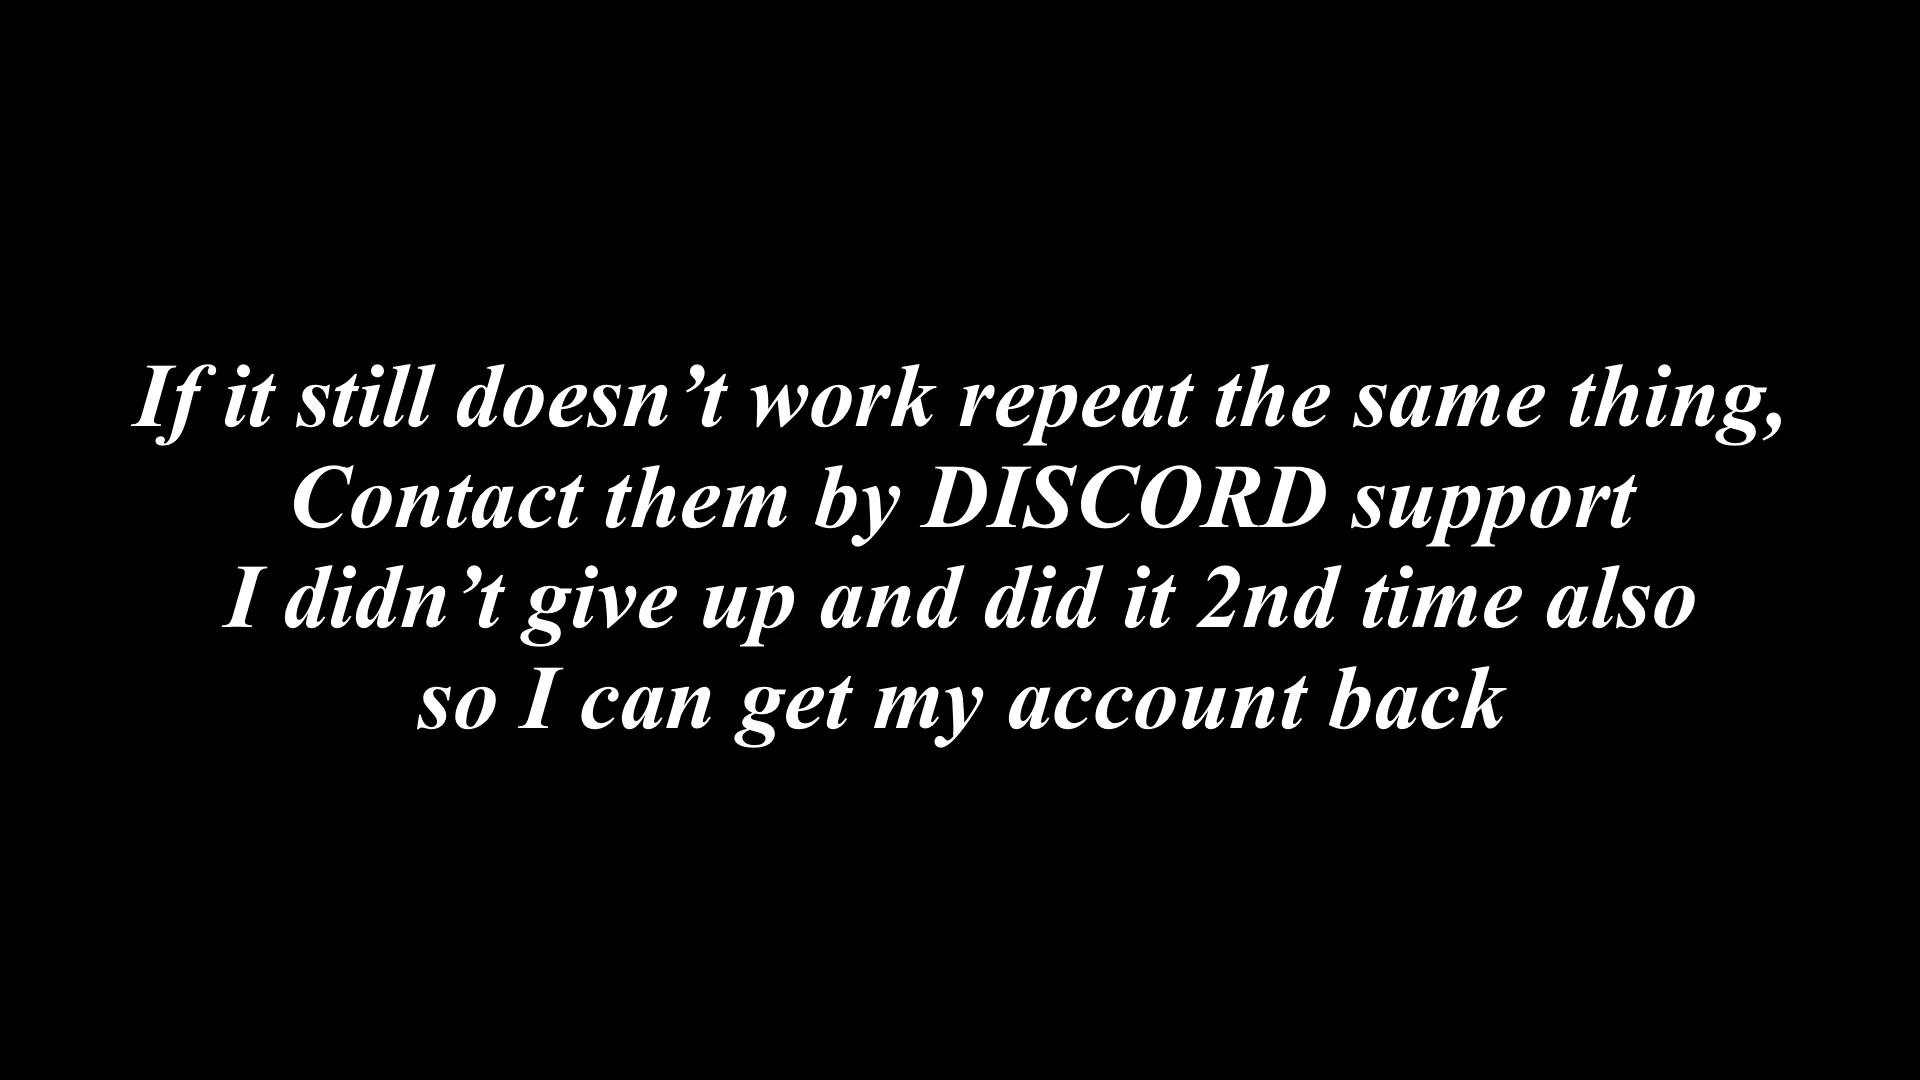 If it still doesn’t work repeat the same thing,
Contact them by DISCORD support
I didn’t give up and did it 2nd time also
so I can get my account back